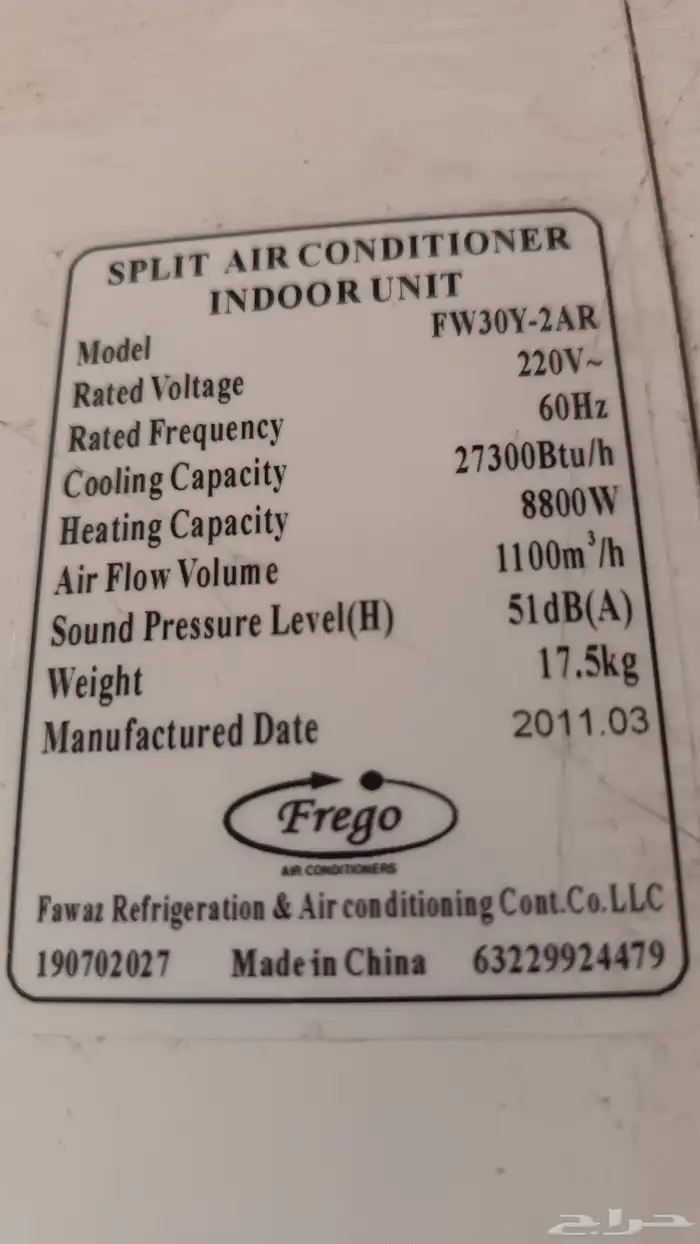 SPLIT AIR CONDITIONER
INDOOR UNIT
Model FW30Y-2AR
Rated Voltage 220V~
Rated Frequency 60Hz
Cooling Capacity 27300Btu/h
Heating Capacity 8800W
Air Flow Volume 1100m³/h
Sound Pressure Level(H) 51dB(A)
Weight 17.5kg
Manufactured Date 2011.03
Frego
AIR CONDITIONERS
Fawaz Refrigeration & Air conditioning Cont.Co.LLC
190702027 Made in China 63229924479
حراج